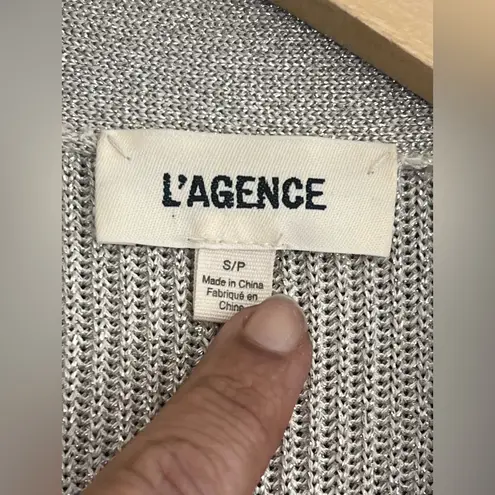 L'AGENCE
S/P
Made in China
Fabriqué en
Chine